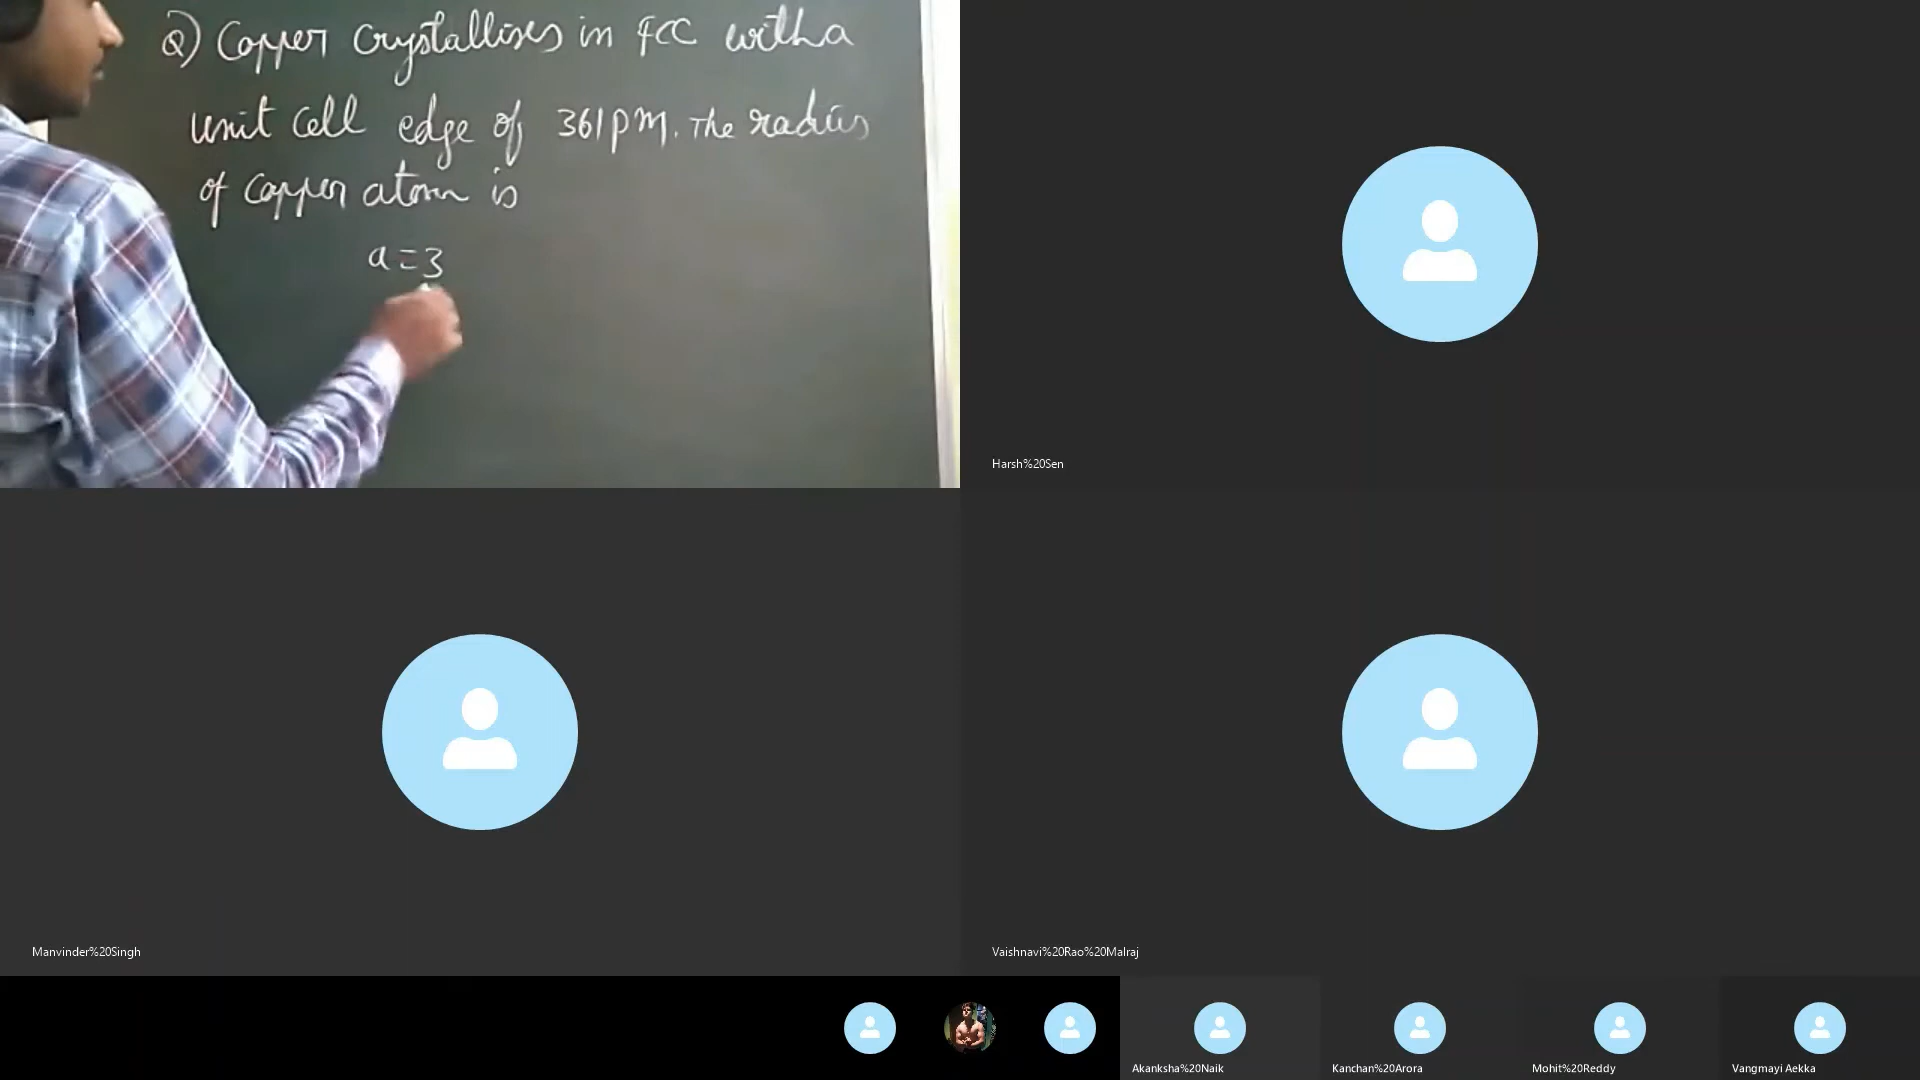 Q) Copper Crystallises in FCC with a
unit cell edge of 361pm. The radius
of Copper atom is
a = 3
Harsh%20Sen
Manvinder%20Singh
Vaishnavi%20Rao%20Malraj
Akanksha%20Naik
Kanchan%20Arora
Mohit%20Reddy
Vangmayi Aekka